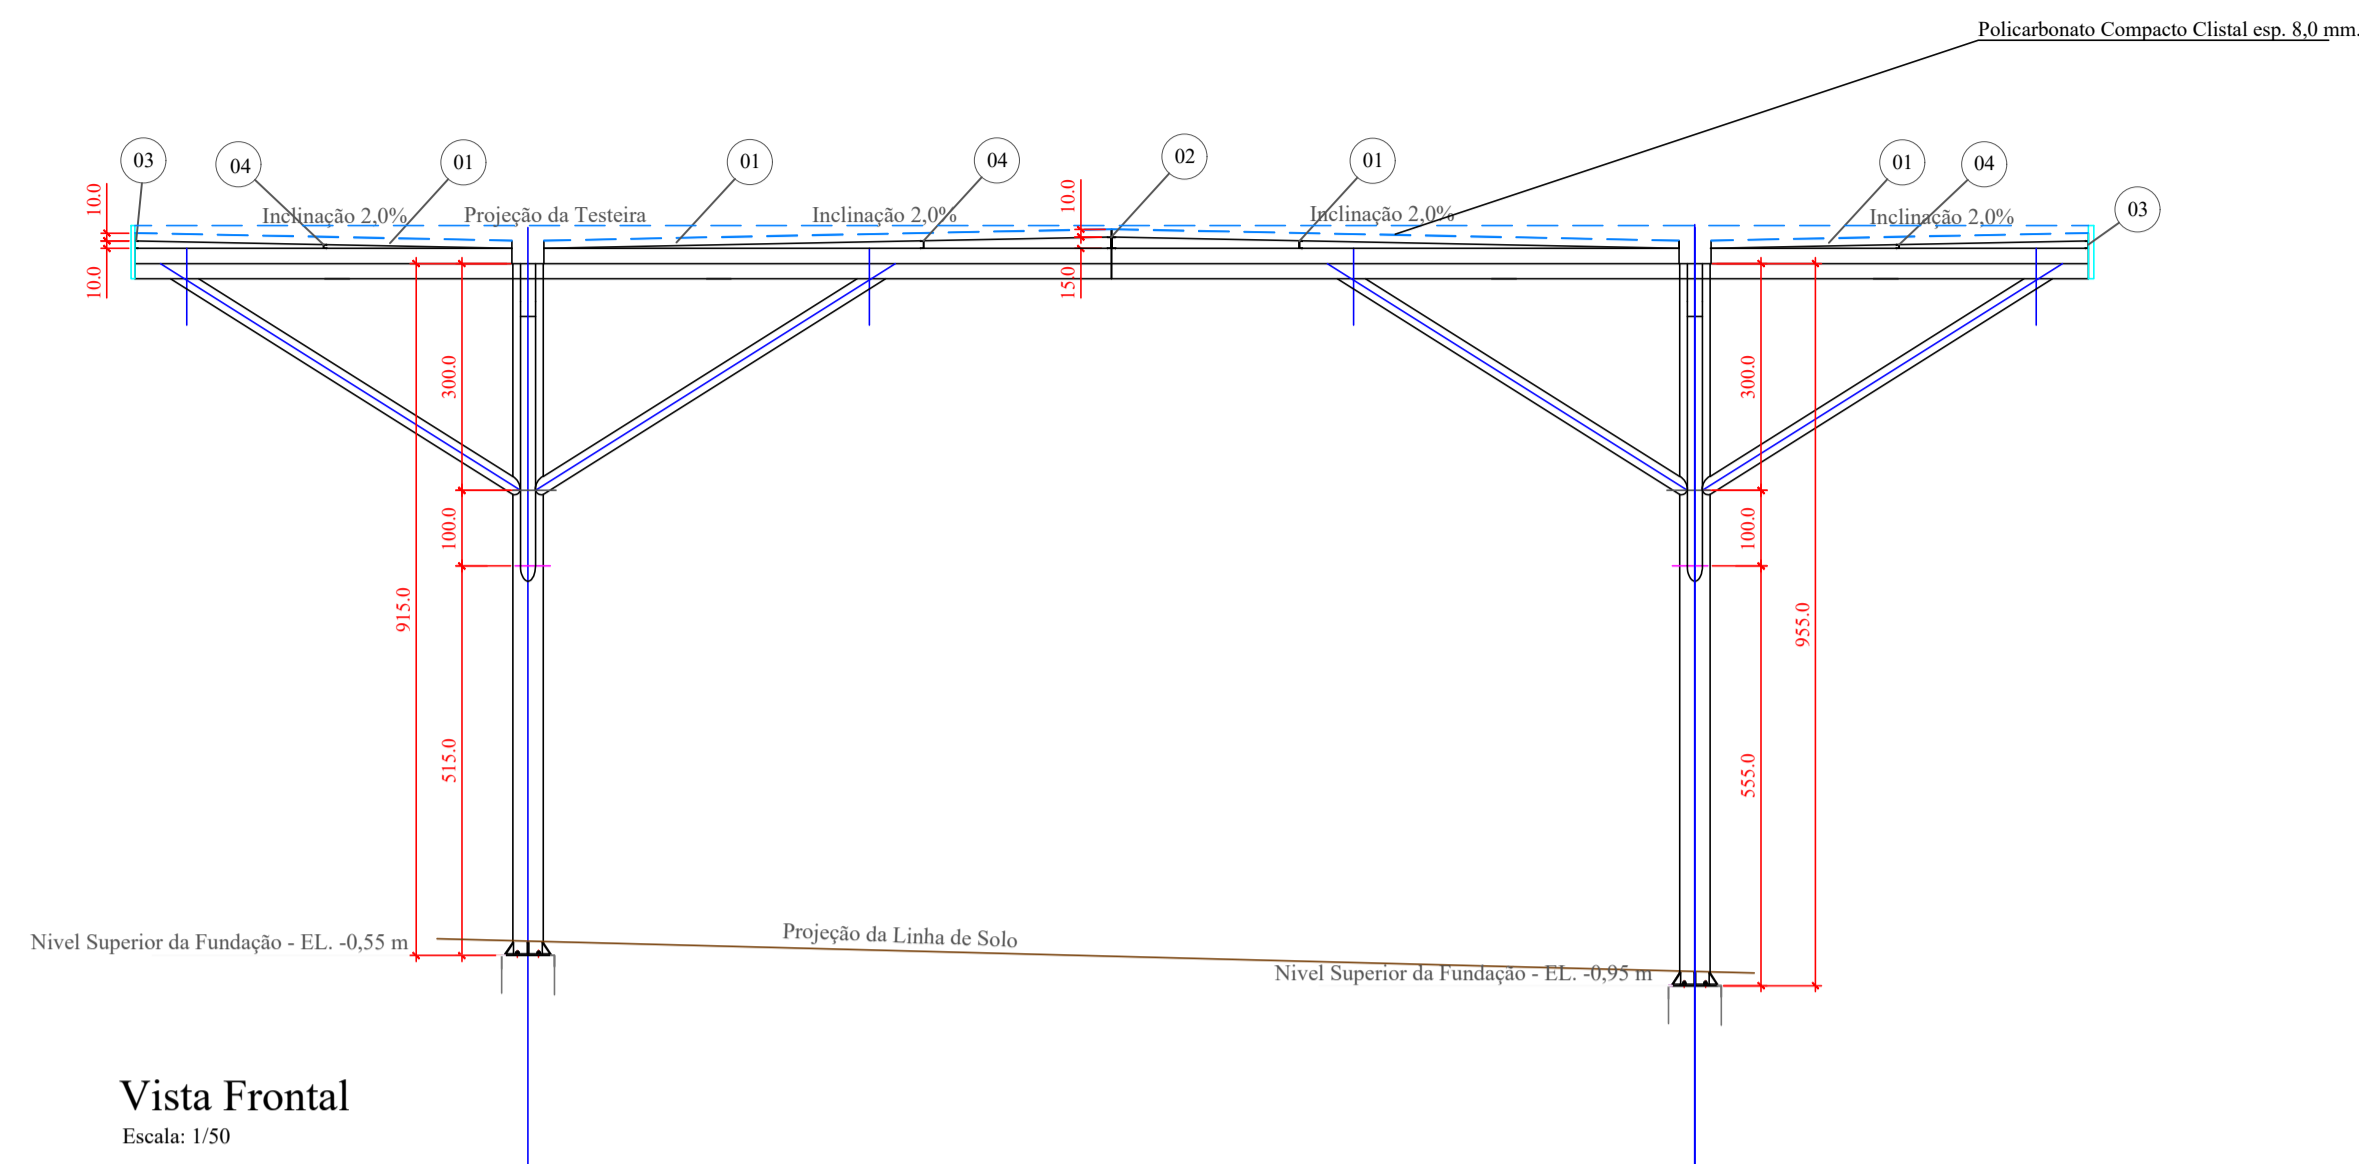 Policarbonato Compacto Clistal esp. 8,0 mm.
03
04
01
01
04
02
01
01
04
03
10.0
10.0
Inclinação 2,0%
Projeção da Testeira
Inclinação 2,0%
Inclinação 2,0%
Inclinação 2,0%
10.0
15.0
300.0
300.0
100.0
100.0
915.0
955.0
515.0
555.0
Nivel Superior da Fundação - EL. -0,55 m
Projeção da Linha de Solo
Nivel Superior da Fundação - EL. -0,95 m
Vista Frontal
Escala: 1/50